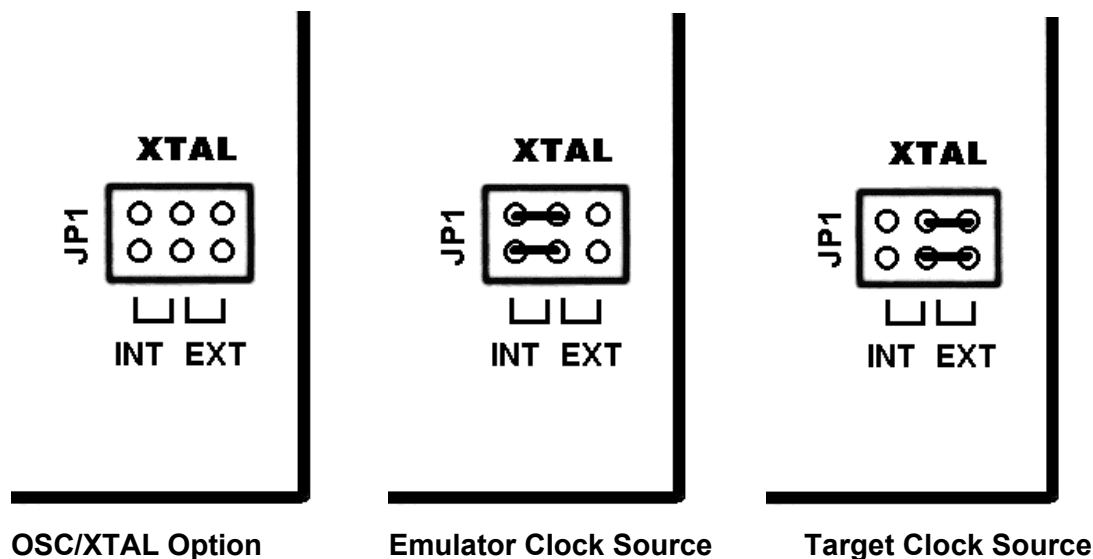 XTAL
JP1
INT EXT
OSC/XTAL Option
XTAL
JP1
INT EXT
Emulator Clock Source
XTAL
JP1
INT EXT
Target Clock Source